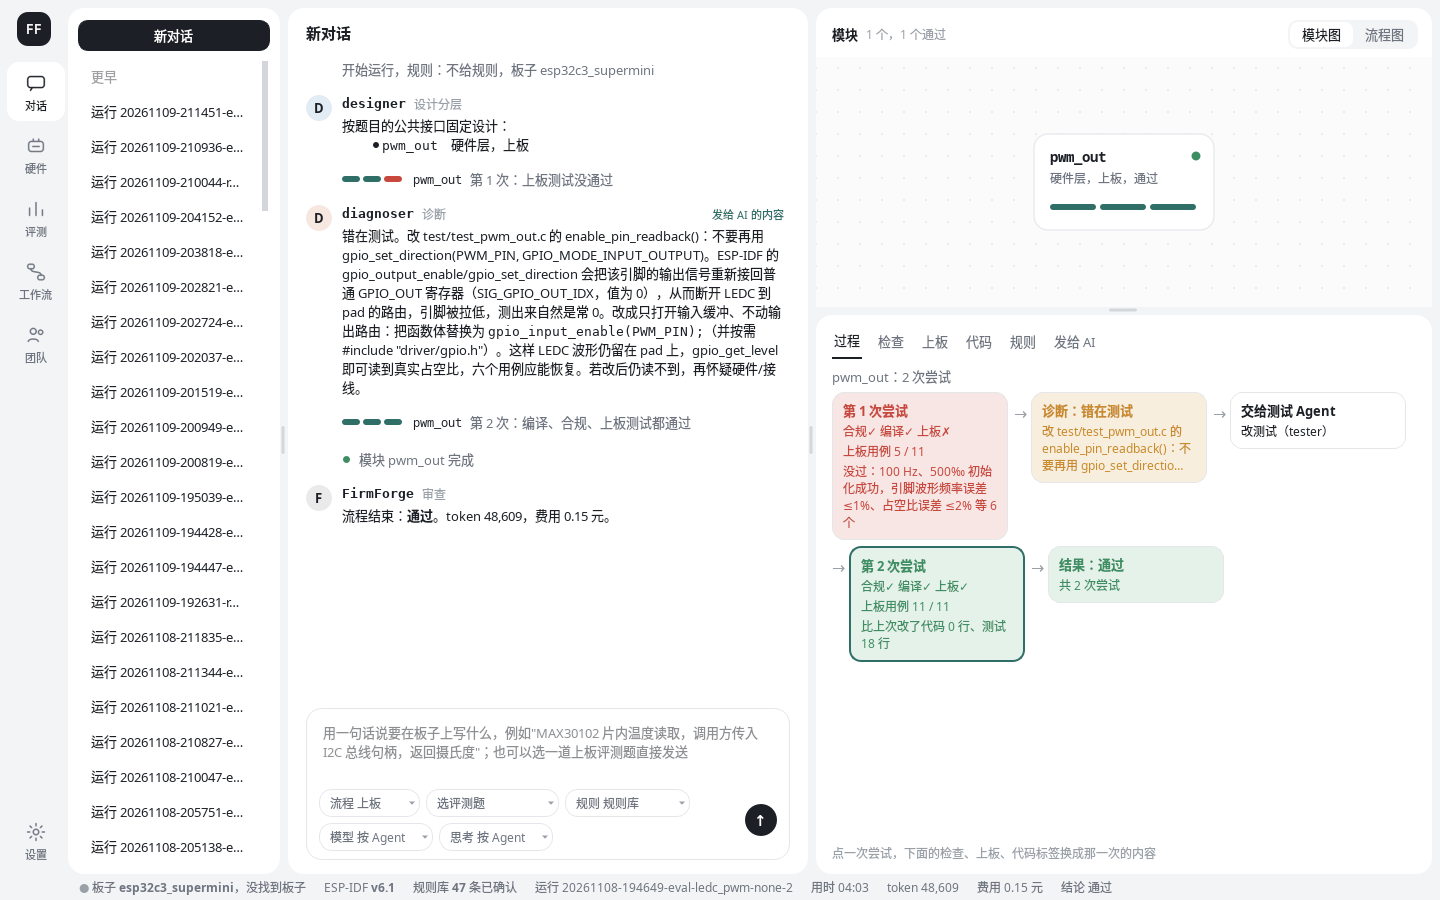 FF
对话
硬件
评测
工作流
团队
设置
新对话
更早
运行 20261109-211451-e...
运行 20261109-210936-e...
运行 20261109-210044-r...
运行 20261109-204152-e...
运行 20261109-203818-e...
运行 20261109-202821-e...
运行 20261109-202724-e...
运行 20261109-202037-e...
运行 20261109-201519-e...
运行 20261109-200949-e...
运行 20261109-200819-e...
运行 20261109-195039-e...
运行 20261109-194428-e...
运行 20261109-194447-e...
运行 20261109-192631-r...
运行 20261108-211835-e...
运行 20261108-211344-e...
运行 20261108-211021-e...
运行 20261108-210827-e...
运行 20261108-210047-e...
运行 20261108-205751-e...
运行 20261108-205138-e...
新对话
开始运行，规则：不给规则，板子 esp32c3_supermini
D designer 设计分层
按题目的公共接口固定设计：
• pwm_out 硬件层，上板
pwm_out 第 1 次：上板测试没通过
D diagnoser 诊断 发给 AI 的内容
错在测试。改 test/test_pwm_out.c 的 enable_pin_readback()：不要再用
gpio_set_direction(PWM_PIN, GPIO_MODE_INPUT_OUTPUT)。ESP-IDF 的
gpio_output_enable/gpio_set_direction 会把该引脚的输出信号重新接回普
通 GPIO_OUT 寄存器（SIG_GPIO_OUT_IDX，值为 0），从而断开 LEDC 到
pad 的路由，引脚被拉低，测出来自然是常 0。改成只打开输入缓冲、不动输
出路由：把函数体替换为 gpio_input_enable(PWM_PIN);（并按需
#include "driver/gpio.h"）。这样 LEDC 波形仍留在 pad 上，gpio_get_level
即可读到真实占空比，六个用例应能恢复。若改后仍读不到，再怀疑硬件/接
线。
pwm_out 第 2 次：编译、合规、上板测试都通过
模块 pwm_out 完成
F FirmForge 审查
流程结束：通过。token 48,609，费用 0.15 元。
用一句话说要在板子上写什么，例如"MAX30102 片内温度读取，调用方传入
I2C 总线句柄，返回摄氏度"；也可以选一道上板评测题直接发送
流程 上板
选评测题
规则 规则库
模型 按 Agent
思考 按 Agent
↑
模块 1 个，1 个通过
模块图 流程图
pwm_out
硬件层，上板，通过
过程 检查 上板 代码 规则 发给 AI
pwm_out：2 次尝试
第 1 次尝试
合规✓ 编译✓ 上板✗
上板用例 5 / 11
没过：100 Hz、500‰ 初始
化成功，引脚波形频率误差
≤1%、占空比误差 ≤2% 等 6
个
→
诊断：错在测试
改 test/test_pwm_out.c 的
enable_pin_readback()：不
要再用 gpio_set_directio...
→
交给测试 Agent
改测试（tester）
→
第 2 次尝试
合规✓ 编译✓ 上板✓
上板用例 11 / 11
比上次改了代码 0 行、测试
18 行
→
结果：通过
共 2 次尝试
点一次尝试，下面的检查、上板、代码标签换成那一次的内容
板子 esp32c3_supermini，没找到板子 ESP-IDF v6.1 规则库 47 条已确认 运行 20261108-194649-eval-ledc_pwm-none-2 用时 04:03 token 48,609 费用 0.15 元 结论 通过